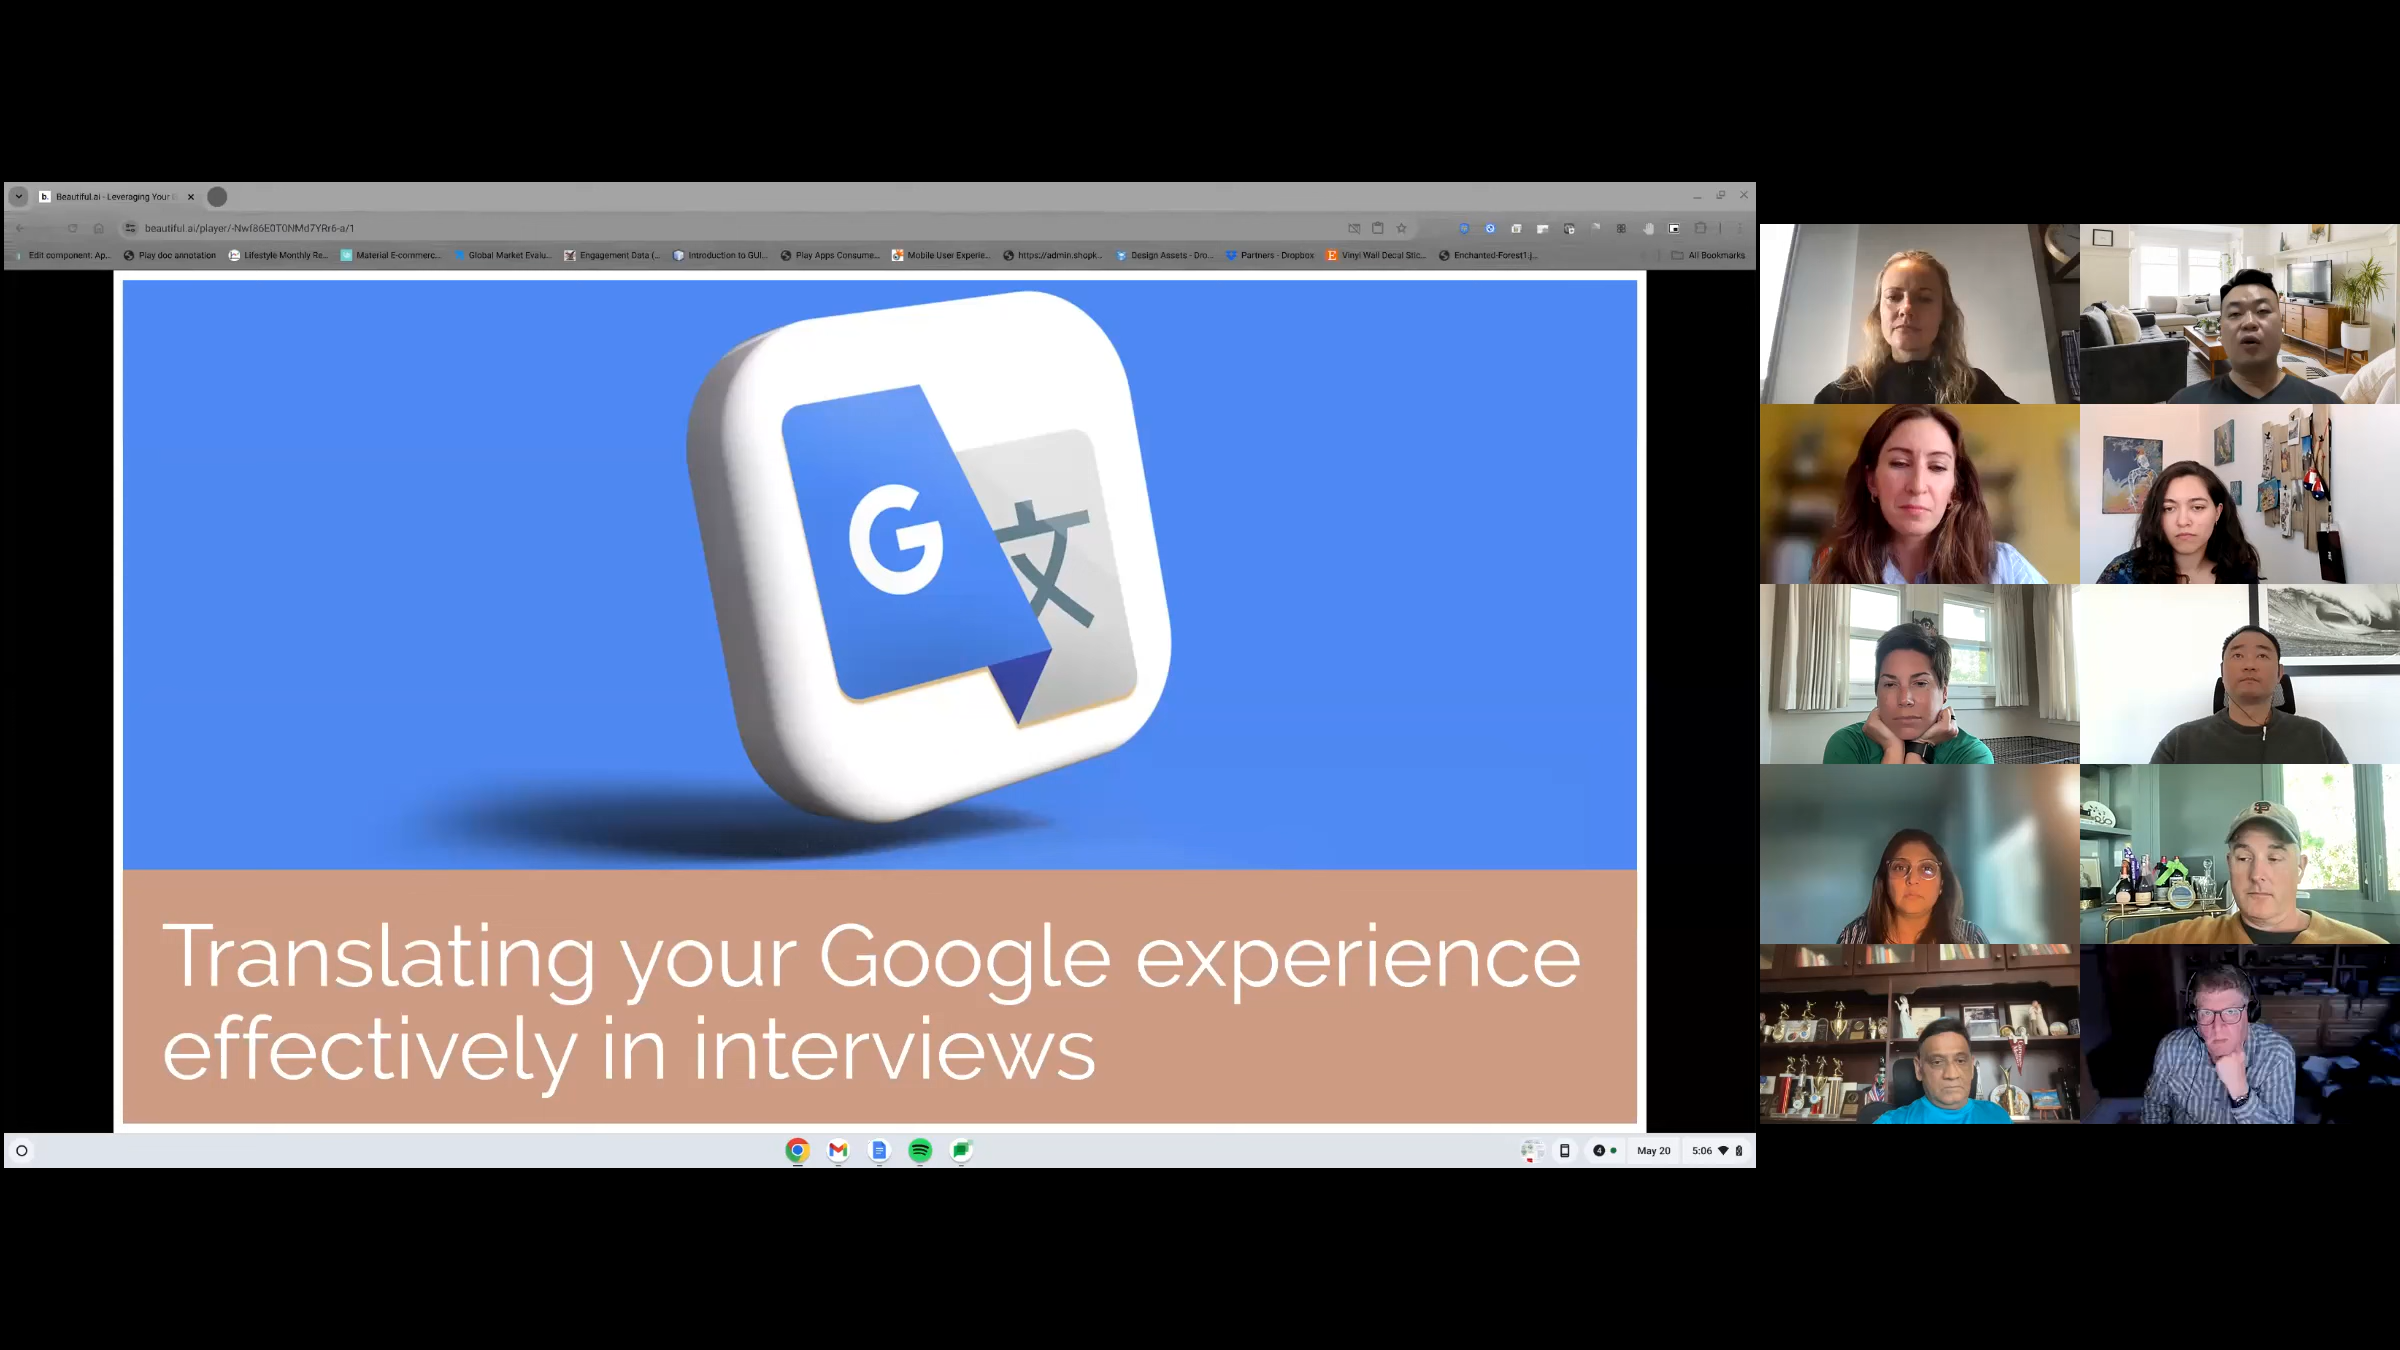 Beautiful.ai - Leveraging Your
beautiful.ai/player/-Nwf86E0T0NMd7YRr6-a/1
Edit component: Ap... Play doc annotation Lifestyle Monthly Re... Material E-commerc... Global Market Evalu... Engagement Data (... Introduction to GUI... Play Apps Consume... Mobile User Experie... https://admin.shopk... Design Assets - Dro... Partners - Dropbox Vinyl Wall Decal Stic... Enchanted-Forest1.j... All Bookmarks
G 文
Translating your Google experience
effectively in interviews
4 May 20 5:06